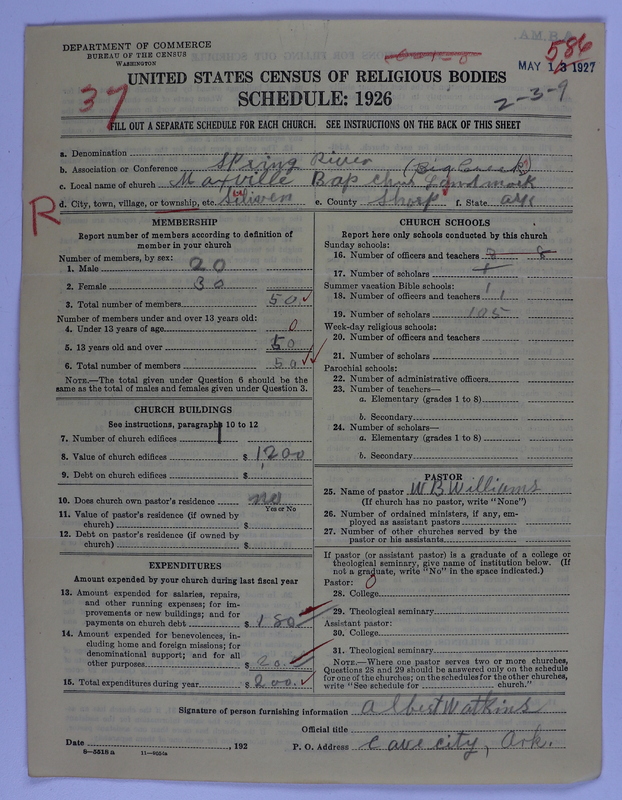 DEPARTMENT OF COMMERCE
BUREAU OF THE CENSUS
WASHINGTON
586
MAY 13 1927
UNITED STATES CENSUS OF RELIGIOUS BODIES
37
SCHEDULE: 1926
2-3-9
FILL OUT A SEPARATE SCHEDULE FOR EACH CHURCH. SEE INSTRUCTIONS ON THE BACK OF THIS SHEET
a. Denomination
b. Association or Conference Spring River (Big Creek)
c. Local name of church Maxville Bap Chur Landmark
R
d. City, town, village, or township, etc. e. County Sharp f. State Ark
MEMBERSHIP
Report number of members according to definition of member in your church
Number of members, by sex:
1. Male 20
2. Female 30
3. Total number of members 50
Number of members under and over 13 years old:
4. Under 13 years of age 0
5. 13 years old and over 50
6. Total number of members 50
NOTE.—The total given under Question 6 should be the same as the total of males and females given under Question 3.
CHURCH BUILDINGS
See instructions, paragraphs 10 to 12
7. Number of church edifices 1
8. Value of church edifices $ 1200
9. Debt on church edifices $
10. Does church own pastor's residence no
Yes or No
11. Value of pastor's residence (if owned by church) $
12. Debt on pastor's residence (if owned by church) $
EXPENDITURES
Amount expended by your church during last fiscal year
13. Amount expended for salaries, repairs, and other running expenses; for improvements or new buildings; and for payments on church debt $ 180
14. Amount expended for benevolences, including home and foreign missions; for denominational support; and for all other purposes $ 20
15. Total expenditures during year $ 200
CHURCH SCHOOLS
Report here only schools conducted by this church
Sunday schools:
16. Number of officers and teachers 8
17. Number of scholars
Summer vacation Bible schools:
18. Number of officers and teachers
19. Number of scholars 105
Week-day religious schools:
20. Number of officers and teachers
21. Number of scholars
Parochial schools:
22. Number of administrative officers
23. Number of teachers—
a. Elementary (grades 1 to 8)
b. Secondary
24. Number of scholars—
a. Elementary (grades 1 to 8)
b. Secondary
PASTOR
25. Name of pastor W B Williams
(If church has no pastor, write "None")
26. Number of ordained ministers, if any, employed as assistant pastors
27. Number of other churches served by the pastor or his assistants
If pastor (or assistant pastor) is a graduate of a college or theological seminary, give name of institution below. (If not a graduate, write "No" in the space indicated.)
Pastor: 0
28. College
29. Theological seminary
Assistant pastor:
30. College
31. Theological seminary
NOTE.—Where one pastor serves two or more churches, Questions 28 and 29 should be answered only on the schedule for one of the churches; on the schedules for the other churches, write "See schedule for church."
Signature of person furnishing information Albert Watkins
Official title
Date , 192 P. O. Address Cave city, Ark.
8—5518 a 11—9554a